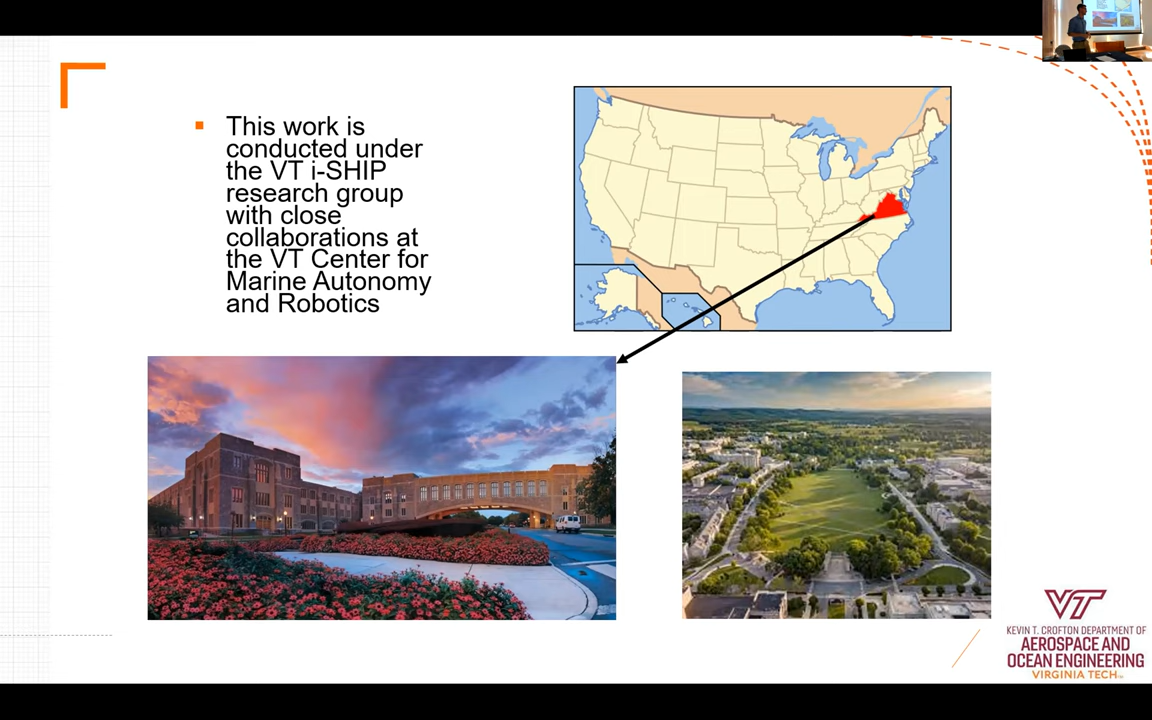 This work is
conducted under
the VT i-SHIP
research group
with close
collaborations at
the VT Center for
Marine Autonomy
and Robotics
VT
KEVIN T. CROFTON DEPARTMENT OF
AEROSPACE AND
OCEAN ENGINEERING
VIRGINIA TECH